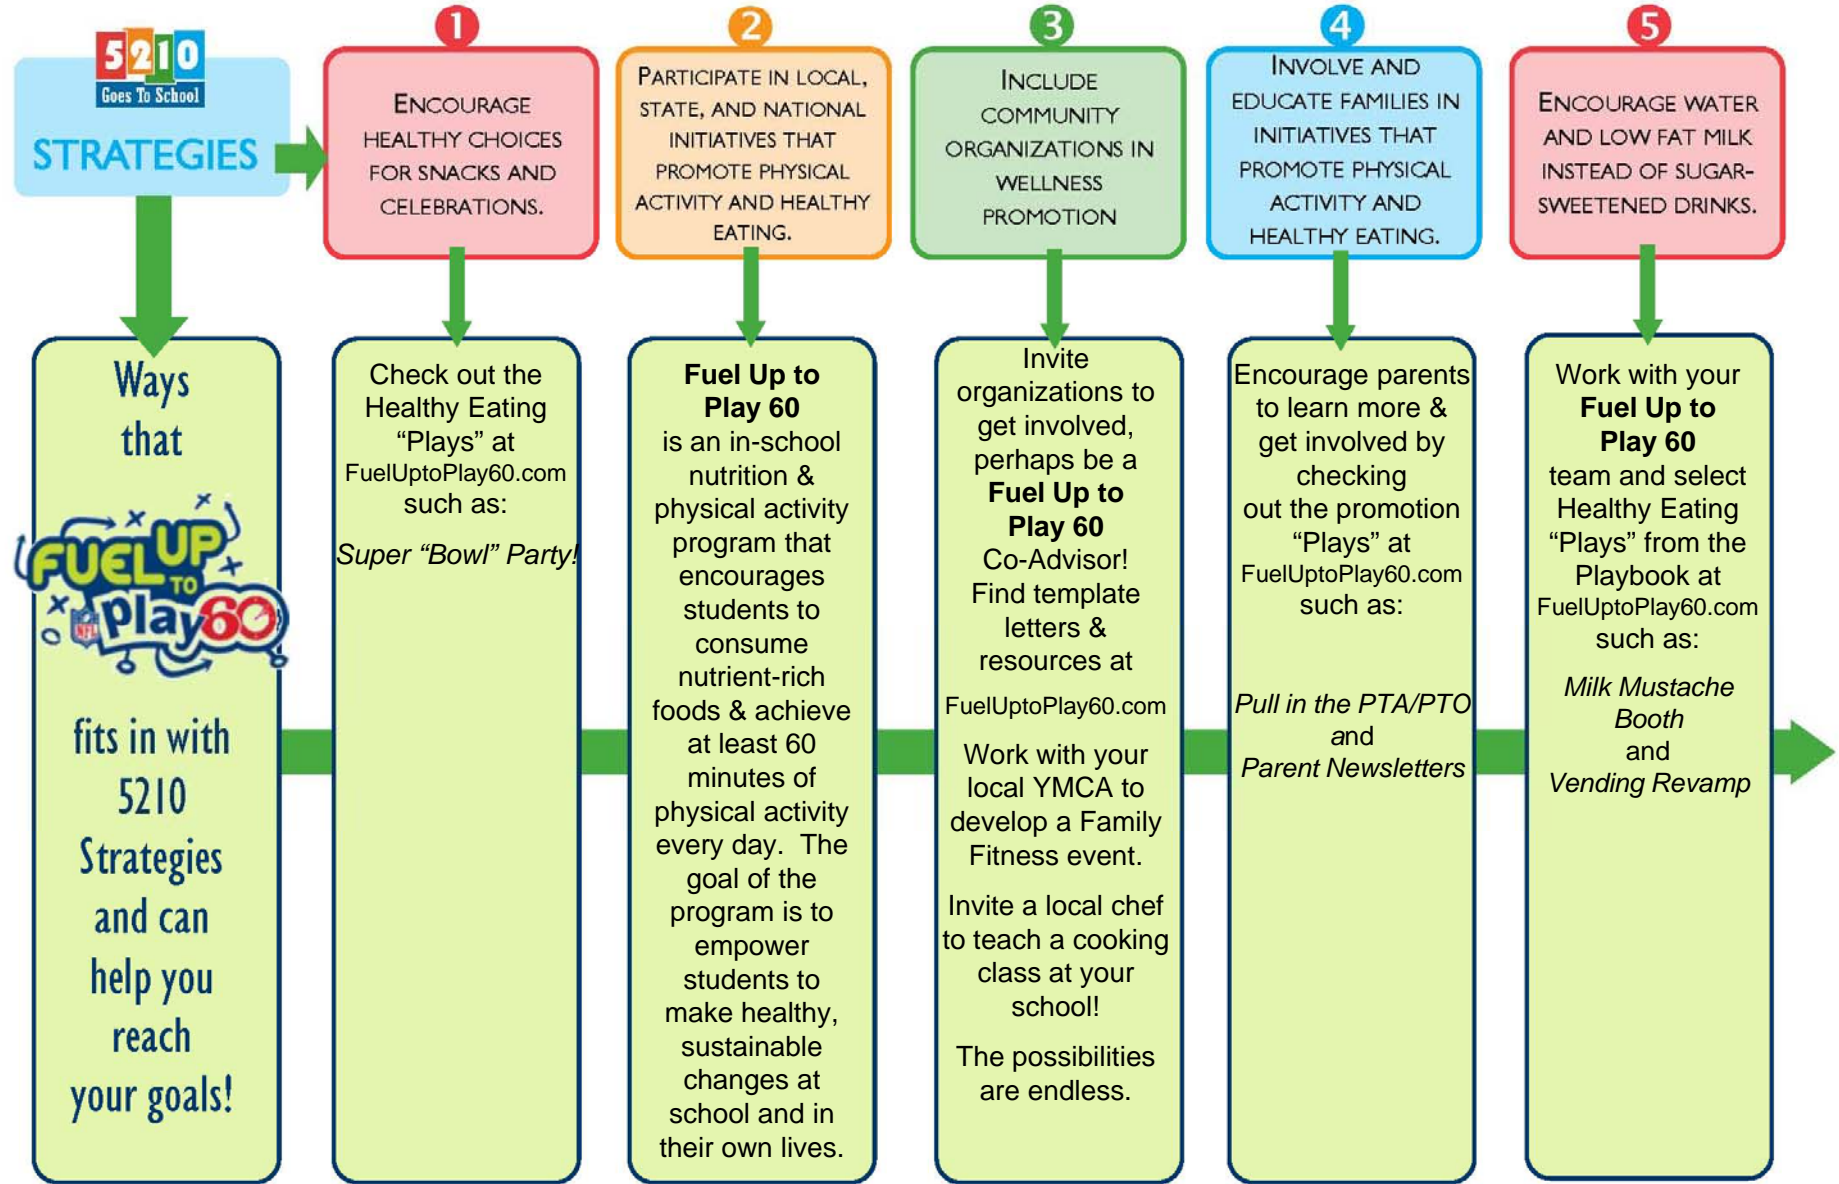 5210
Goes To School
STRATEGIES
1
ENCOURAGE
HEALTHY CHOICES
FOR SNACKS AND
CELEBRATIONS.
2
PARTICIPATE IN LOCAL,
STATE, AND NATIONAL
INITIATIVES THAT
PROMOTE PHYSICAL
ACTIVITY AND HEALTHY
EATING.
3
INCLUDE
COMMUNITY
ORGANIZATIONS IN
WELLNESS
PROMOTION
4
INVOLVE AND
EDUCATE FAMILIES IN
INITIATIVES THAT
PROMOTE PHYSICAL
ACTIVITY AND
HEALTHY EATING.
5
ENCOURAGE WATER
AND LOW FAT MILK
INSTEAD OF SUGAR-
SWEETENED DRINKS.
Ways
that
FUEL UP
TO
NFL
Play 60
fits in with
5210
Strategies
and can
help you
reach
your goals!
Check out the
Healthy Eating
“Plays” at
FuelUptoPlay60.com
such as:
Super “Bowl” Party!
Fuel Up to
Play 60
is an in-school
nutrition &
physical activity
program that
encourages
students to
consume
nutrient-rich
foods & achieve
at least 60
minutes of
physical activity
every day. The
goal of the
program is to
empower
students to
make healthy,
sustainable
changes at
school and in
their own lives.
Invite
organizations to
get involved,
perhaps be a
Fuel Up to
Play 60
Co-Advisor!
Find template
letters &
resources at
FuelUptoPlay60.com
Work with your
local YMCA to
develop a Family
Fitness event.
Invite a local chef
to teach a cooking
class at your
school!
The possibilities
are endless.
Encourage parents
to learn more &
get involved by
checking
out the promotion
“Plays” at
FuelUptoPlay60.com
such as:
Pull in the PTA/PTO
and
Parent Newsletters
Work with your
Fuel Up to
Play 60
team and select
Healthy Eating
“Plays” from the
Playbook at
FuelUptoPlay60.com
such as:
Milk Mustache
Booth
and
Vending Revamp